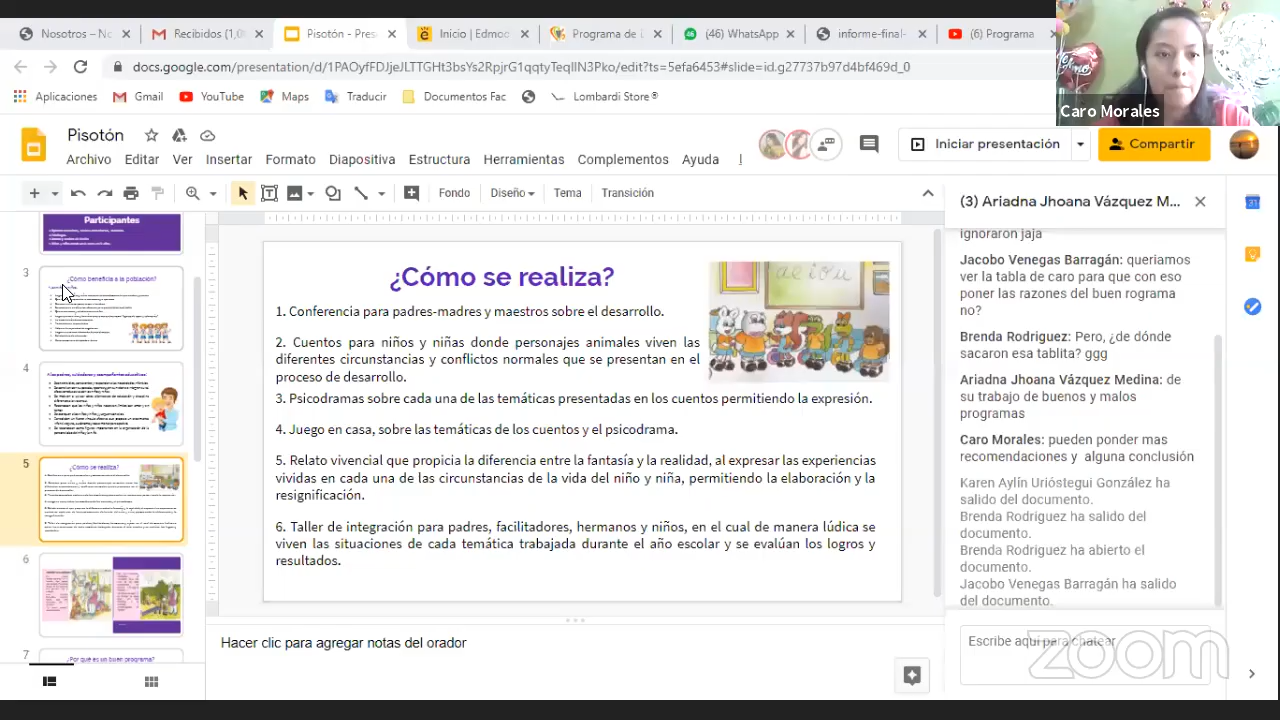 Nosotros – No
Recibidos (1,0
Pisotón - Pres
Inicio | Edmod
Programa de
(46) WhatsApp
informe-final-
(6) Programa
Caro Morales
Aplicaciones
Gmail
YouTube
Maps
Traducir
Documentos Fac
Lombardi Store®
Pisotón
Archivo Editar Ver Insertar Formato Diapositiva Estructura Herramientas Complementos Ayuda
Iniciar presentación
Compartir
Fondo Diseño Tema Transición
Participantes
3
¿Cómo beneficia a la población?
4
5
¿Cómo se realiza?
6
7
¿Por qué es un buen programa?
¿Cómo se realiza?
1. Conferencia para padres-madres y maestros sobre el desarrollo.
2. Cuentos para niños y niñas donde personajes animales viven las
diferentes circunstancias y conflictos normales que se presentan en el
proceso de desarrollo.
3. Psicodramas sobre cada una de las temáticas presentadas en los cuentos permitiendo la expresión.
4. Juego en casa, sobre las temáticas de los cuentos y el psicodrama.
5. Relato vivencial que propicia la diferencia entre la fantasía y la realidad, al expresar las experiencias
vividas en cada una de las circunstancias de la vida del niño y niña, permitiendo la elaboración y la
resignificación.
6. Taller de integración para padres, facilitadores, hermanos y niños, en el cual de manera lúdica se
viven las situaciones de cada temática trabajada durante el año escolar y se evalúan los logros y
resultados.
Hacer clic para agregar notas del orador
(3) Ariadna Jhoana Vázquez M...
ignoraron jaja
Jacobo Venegas Barragán: queriamos
ver la tabla de caro para que con eso
poner las razones del buen rograma
no?
Brenda Rodriguez: Pero, ¿de dónde
sacaron esa tablita? ggg
Ariadna Jhoana Vázquez Medina: de
su trabajo de buenos y malos
programas
Caro Morales: pueden ponder mas
recomendaciones y alguna conclusión
Karen Aylín Urióstegui González ha
salido del documento.
Brenda Rodriguez ha salido del
documento.
Brenda Rodriguez ha abierto el
documento.
Jacobo Venegas Barragán ha salido
del documento.
Escribe aquí para chatear
zoom